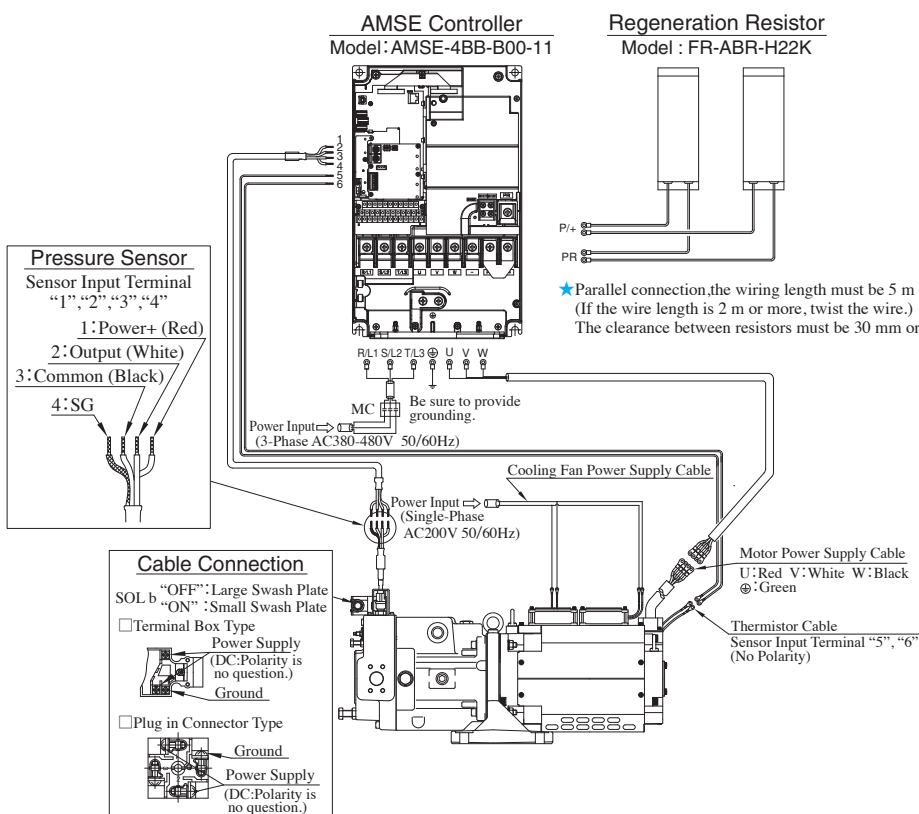 AMSE Controller
Model:AMSE-4BB-B00-11
Regeneration Resistor
Model : FR-ABR-H22K
1
2
3
4
5
6
P/+
PR
★Parallel connection,the wiring length must be 5 m
(If the wire length is 2 m or more, twist the wire.)
The clearance between resistors must be 30 mm or
Pressure Sensor
Sensor Input Terminal
“1”,“2”,“3”,“4”
1:Power+ (Red)
2:Output (White)
3:Common (Black)
4:SG
R/L1 S/L2 T/L3 U V W
R/L1 S/L2 T/L3 ⏚ U V W
MC
Be sure to provide
grounding.
Power Input
(3-Phase AC380-480V 50/60Hz)
Cooling Fan Power Supply Cable
Power Input
(Single-Phase
AC200V 50/60Hz)
Motor Power Supply Cable
U:Red V:White W:Black
⏚:Green
Thermistor Cable
Sensor Input Terminal “5”, “6”
(No Polarity)
Cable Connection
SOL b “OFF”:Large Swash Plate
“ON” :Small Swash Plate
□Terminal Box Type
Power Supply
(DC:Polarity is
no question.)
Ground
□Plug in Connector Type
Ground
Power Supply
(DC:Polarity is
no question.)